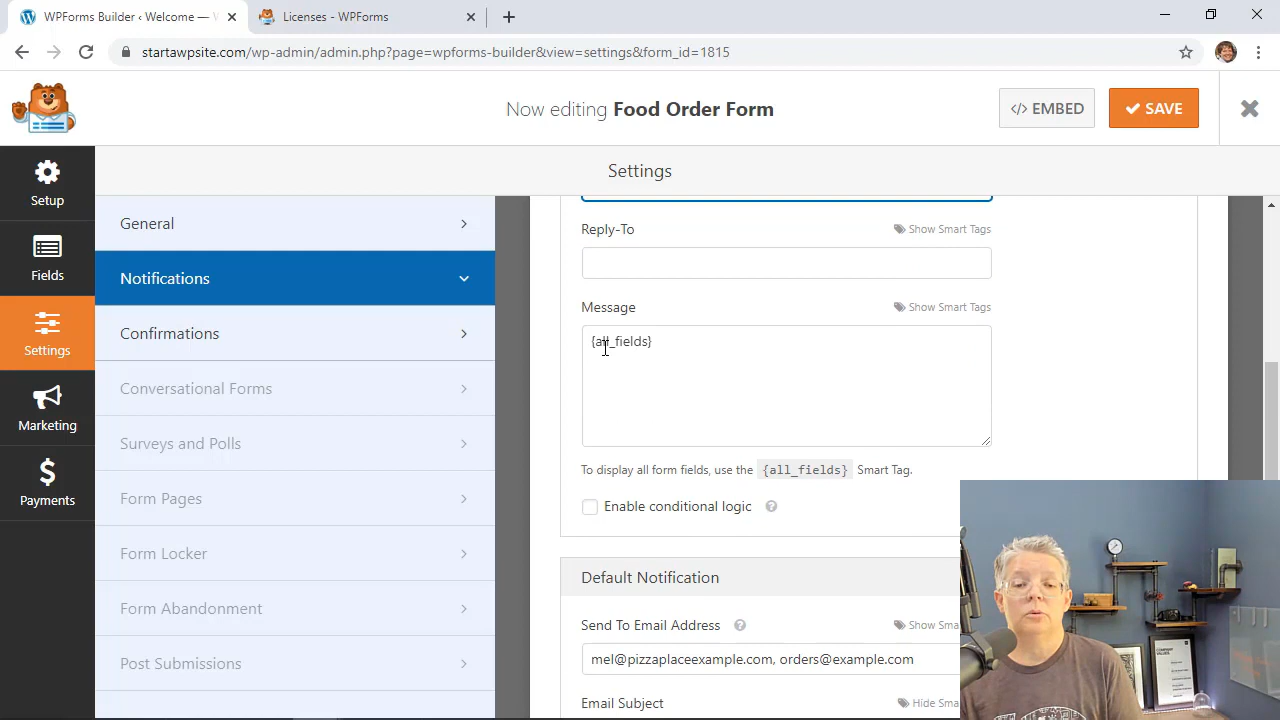 WPForms Builder ‹ Welcome —
Licenses - WPForms
startawpsite.com/wp-admin/admin.php?page=wpforms-builder&view=settings&form_id=1815
Now editing Food Order Form
</> EMBED
SAVE
Settings
Setup
Fields
Settings
Marketing
Payments
General
Notifications
Confirmations
Conversational Forms
Surveys and Polls
Form Pages
Form Locker
Form Abandonment
Post Submissions
Reply-To
Show Smart Tags
Message
Show Smart Tags
{all_fields}
To display all form fields, use the {all_fields} Smart Tag.
Enable conditional logic
Default Notification
Send To Email Address
Show Sma
mel@pizzaplaceexample.com, orders@example.com
Email Subject
Hide Sma